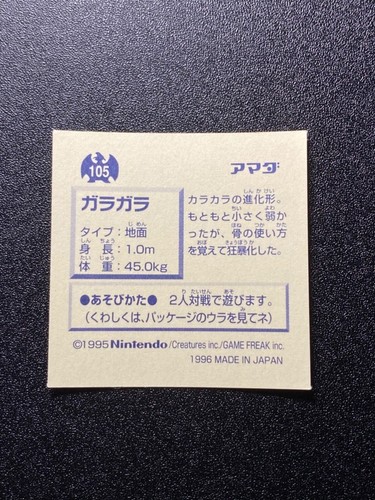 105
アマダ
ガラガラ
タイプ：地面
身長：1.0m
体重：45.0kg
カラカラの進化形。
もともと小さく弱か
ったが、骨の使い方
を覚えて狂暴化した。
●あそびかた● 2人対戦で遊びます。
(くわしくは、パッケージのウラを見てネ)
©1995 Nintendo/Creatures inc./GAME FREAK inc.
1996 MADE IN JAPAN